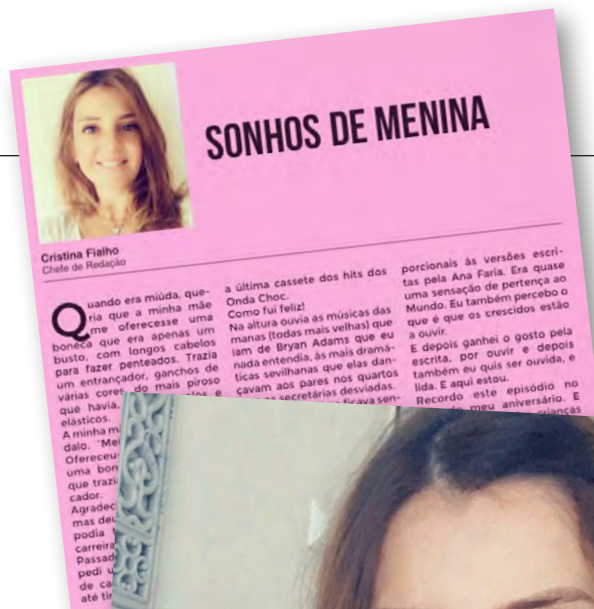 SONHOS DE MENINA
Cristina Fialho
Chefe de Redação
Quando era miúda, que-
ria que a minha mãe
me oferecesse uma
boneca que era apenas um
busto, com longos cabelos
para fazer penteados. Trazia
um entrançador, ganchos de
várias cores, do mais piroso
que havia,
elásticos.
A minha
dalo.
Ofereceu
uma
que
cador.
mas
podia
carreira
pedi
de
até
a última cassete dos hits dos
Onda Choc.
Como fui feliz!
Na altura ouvia as músicas das
manas (todas mais velhas) que
iam de Bryan Adams que eu
nada entendia, às mais dramá-
ticas sevilhanas que elas dan-
çavam aos pares nos quartos
secretárias desviadas.
ficava sen-
porcionais às versões escri-
tas pela Ana Faria. Era quase
uma sensação de pertença ao
Mundo. Eu também percebo o
que é que os crescidos estão
a ouvir.
E depois ganhei o gosto pela
escrita, por ouvir e depois
também eu quis ser ouvida, e
lida. E aqui estou.
Recordo este episódio no
meu aniversário. E
crianças